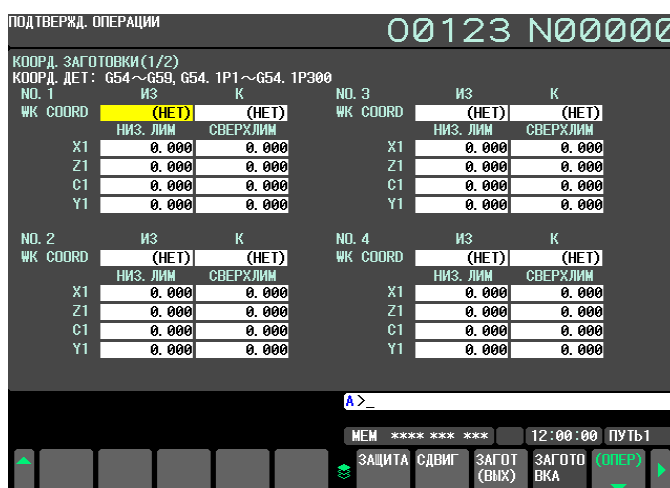 ПОДТВЕРЖД. ОПЕРАЦИИ O0123 N00000
КООРД. ЗАГОТОВКИ(1/2)
КООРД. ДЕТ: G54～G59, G54. 1P1～G54. 1P300
NO. 1 ИЗ К NO. 3 ИЗ К
WK COORD (НЕТ) (НЕТ) WK COORD (НЕТ) (НЕТ)
НИЗ. ЛИМ СВЕРХЛИМ НИЗ. ЛИМ СВЕРХЛИМ
X1 0. 000 0. 000 X1 0. 000 0. 000
Z1 0. 000 0. 000 Z1 0. 000 0. 000
C1 0. 000 0. 000 C1 0. 000 0. 000
Y1 0. 000 0. 000 Y1 0. 000 0. 000
NO. 2 ИЗ К NO. 4 ИЗ К
WK COORD (НЕТ) (НЕТ) WK COORD (НЕТ) (НЕТ)
НИЗ. ЛИМ СВЕРХЛИМ НИЗ. ЛИМ СВЕРХЛИМ
X1 0. 000 0. 000 X1 0. 000 0. 000
Z1 0. 000 0. 000 Z1 0. 000 0. 000
C1 0. 000 0. 000 C1 0. 000 0. 000
Y1 0. 000 0. 000 Y1 0. 000 0. 000
A >_
MEM **** *** *** 12:00:00 ПУТЬ1
ЗАЩИТА СДВИГ ЗАГОТ ЗАГОТО (ОПЕР)
(ВЫХ) ВКА